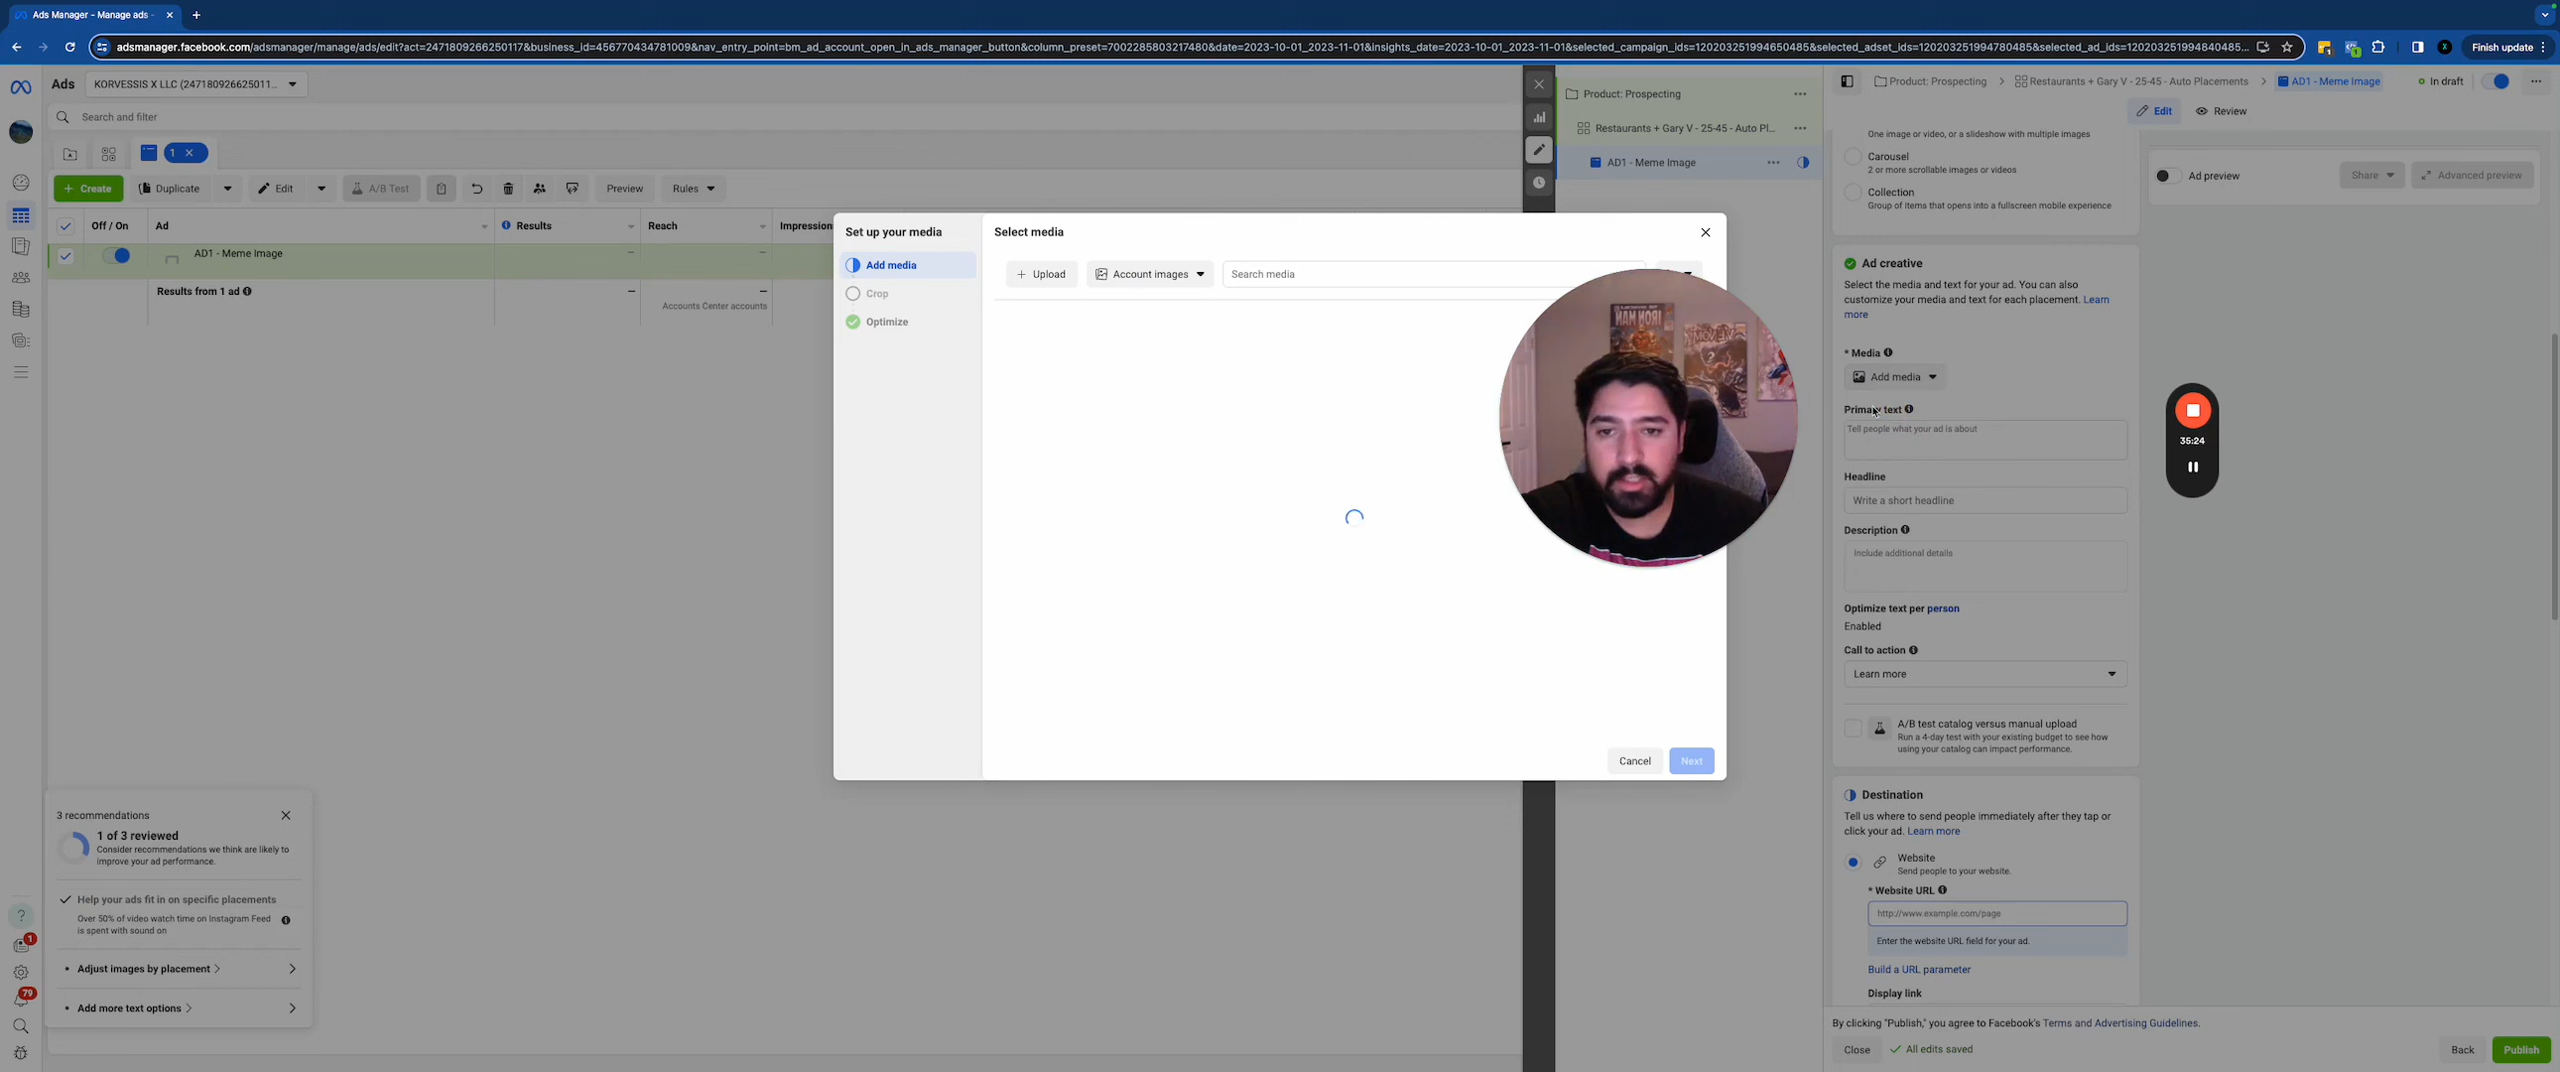 Ads Manager - Manage ads -
adsmanager.facebook.com/adsmanager/manage/ads/edit?act=2471809266250117&business_id=456770434781009&nav_entry_point=bm_ad_account_open_in_ads_manager_button&column_preset=7002285803217480&date=2023-10-01_2023-11-01&insights_date=2023-10-01_2023-11-01&selected_campaign_ids=120203251994650485&selected_adset_ids=120203251994780485&selected_ad_ids=120203251994840485...
Finish update
Ads
KORVESSIS X LLC (247180926625011...
Search and filter
1
Create
Duplicate
Edit
A/B Test
Preview
Rules
Off / On
Ad
Results
Reach
Impression
AD1 - Meme Image
Results from 1 ad
Accounts Center accounts
3 recommendations
1 of 3 reviewed
Consider recommendations we think are likely to
improve your ad performance.
Help your ads fit in on specific placements
Over 50% of video watch time on Instagram Feed
is spent with sound on
Adjust images by placement
Add more text options
1
79
Set up your media
Add media
Crop
Optimize
Select media
Upload
Account images
Search media
IRON MAN
Cancel
Next
Product: Prospecting
Restaurants + Gary V - 25-45 - Auto Pl...
AD1 - Meme Image
Product: Prospecting
Restaurants + Gary V - 25-45 - Auto Placements
AD1 - Meme Image
In draft
Edit
Review
One image or video, or a slideshow with multiple images
Carousel
2 or more scrollable images or videos
Collection
Group of items that opens into a fullscreen mobile experience
Ad preview
Share
Advanced preview
Ad creative
Select the media and text for your ad. You can also
customize your media and text for each placement. Learn
more
* Media
Add media
Primary text
Tell people what your ad is about
Headline
Write a short headline
Description
Include additional details
Optimize text per person
Enabled
Call to action
Learn more
A/B test catalog versus manual upload
Run a 4-day test with your existing budget to see how
using your catalog can impact performance.
35:24
Destination
Tell us where to send people immediately after they tap or
click your ad. Learn more
Website
Send people to your website.
* Website URL
http://www.example.com/page
Enter the website URL field for your ad.
Build a URL parameter
Display link
By clicking "Publish," you agree to Facebook's Terms and Advertising Guidelines.
Close
All edits saved
Back
Publish